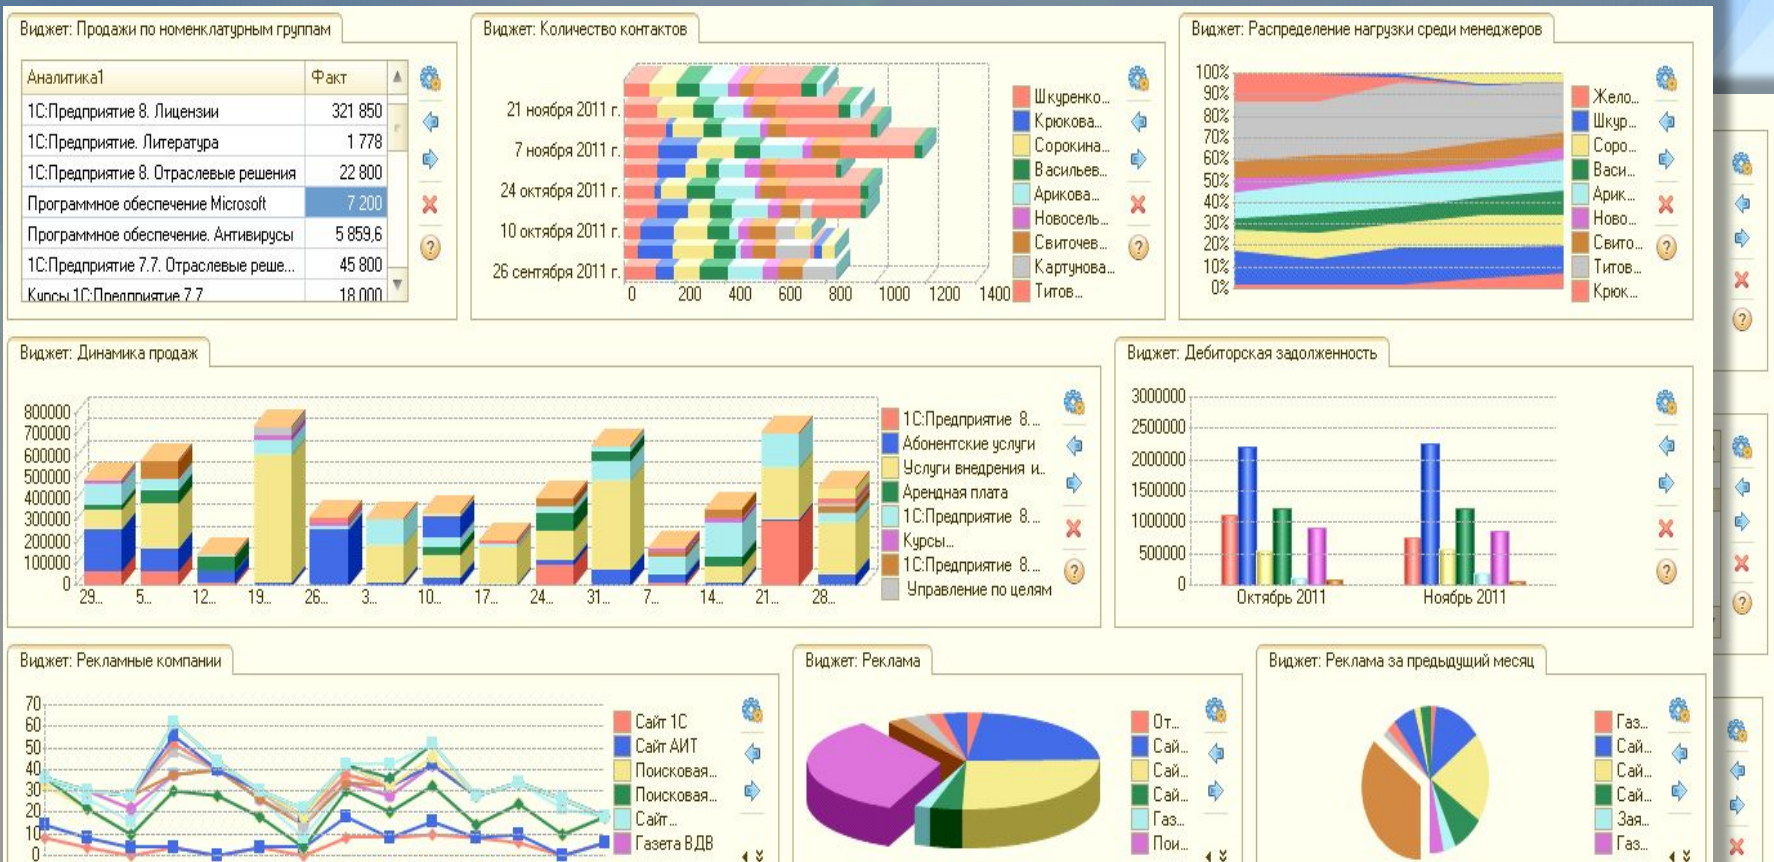 Виджет: Продажи по номенклатурным группам
Аналитика1 Факт
1С:Предприятие 8. Лицензии 321 850
1С:Предприятие. Литература 1 778
1С:Предприятие 8. Отраслевые решения 22 800
Программное обеспечение Microsoft 7 200
Программное обеспечение. Антивирусы 5 859,6
1С:Предприятие 7.7. Отраслевые реше... 45 800
Курсы 1С:Предприятие 7.7 18 000
Виджет: Количество контактов
21 ноября 2011 г.
7 ноября 2011 г.
24 октября 2011 г.
10 октября 2011 г.
26 сентября 2011 г.
0 200 400 600 800 1000 1200 1400
Шкуренко...
Крюкова...
Сорокина...
Васильев...
Арикова...
Новосель...
Свиточев...
Картунова...
Титов...
Виджет: Распределение нагрузки среди менеджеров
100%
90%
80%
70%
60%
50%
40%
30%
20%
10%
0%
Жело...
Шкур...
Соро...
Васи...
Арик...
Ново...
Свито...
Титов...
Крюк...
Виджет: Динамика продаж
800000
700000
600000
500000
400000
300000
200000
100000
0
29... 5... 12... 19... 26... 3... 10... 17... 24... 31... 7... 14... 21... 28...
1С:Предприятие 8...
Абонентские услуги
Услуги внедрения и..
Арендная плата
1С:Предприятие 8...
Курсы...
1С:Предприятие 8...
Управление по целям
Виджет: Дебиторская задолженность
3000000
2500000
2000000
1500000
1000000
500000
0
Октябрь 2011 Ноябрь 2011
Виджет: Рекламные компании
70
60
50
40
30
20
10
0
Сайт 1С
Сайт АИТ
Поисковая...
Поисковая...
Сайт...
Газета ВДВ
Виджет: Реклама
От...
Сай...
Сай...
Сай...
Газ...
Пои...
Виджет: Реклама за предыдущий месяц
Газ...
Сай...
Сай...
Сай...
Зая...
Газ...